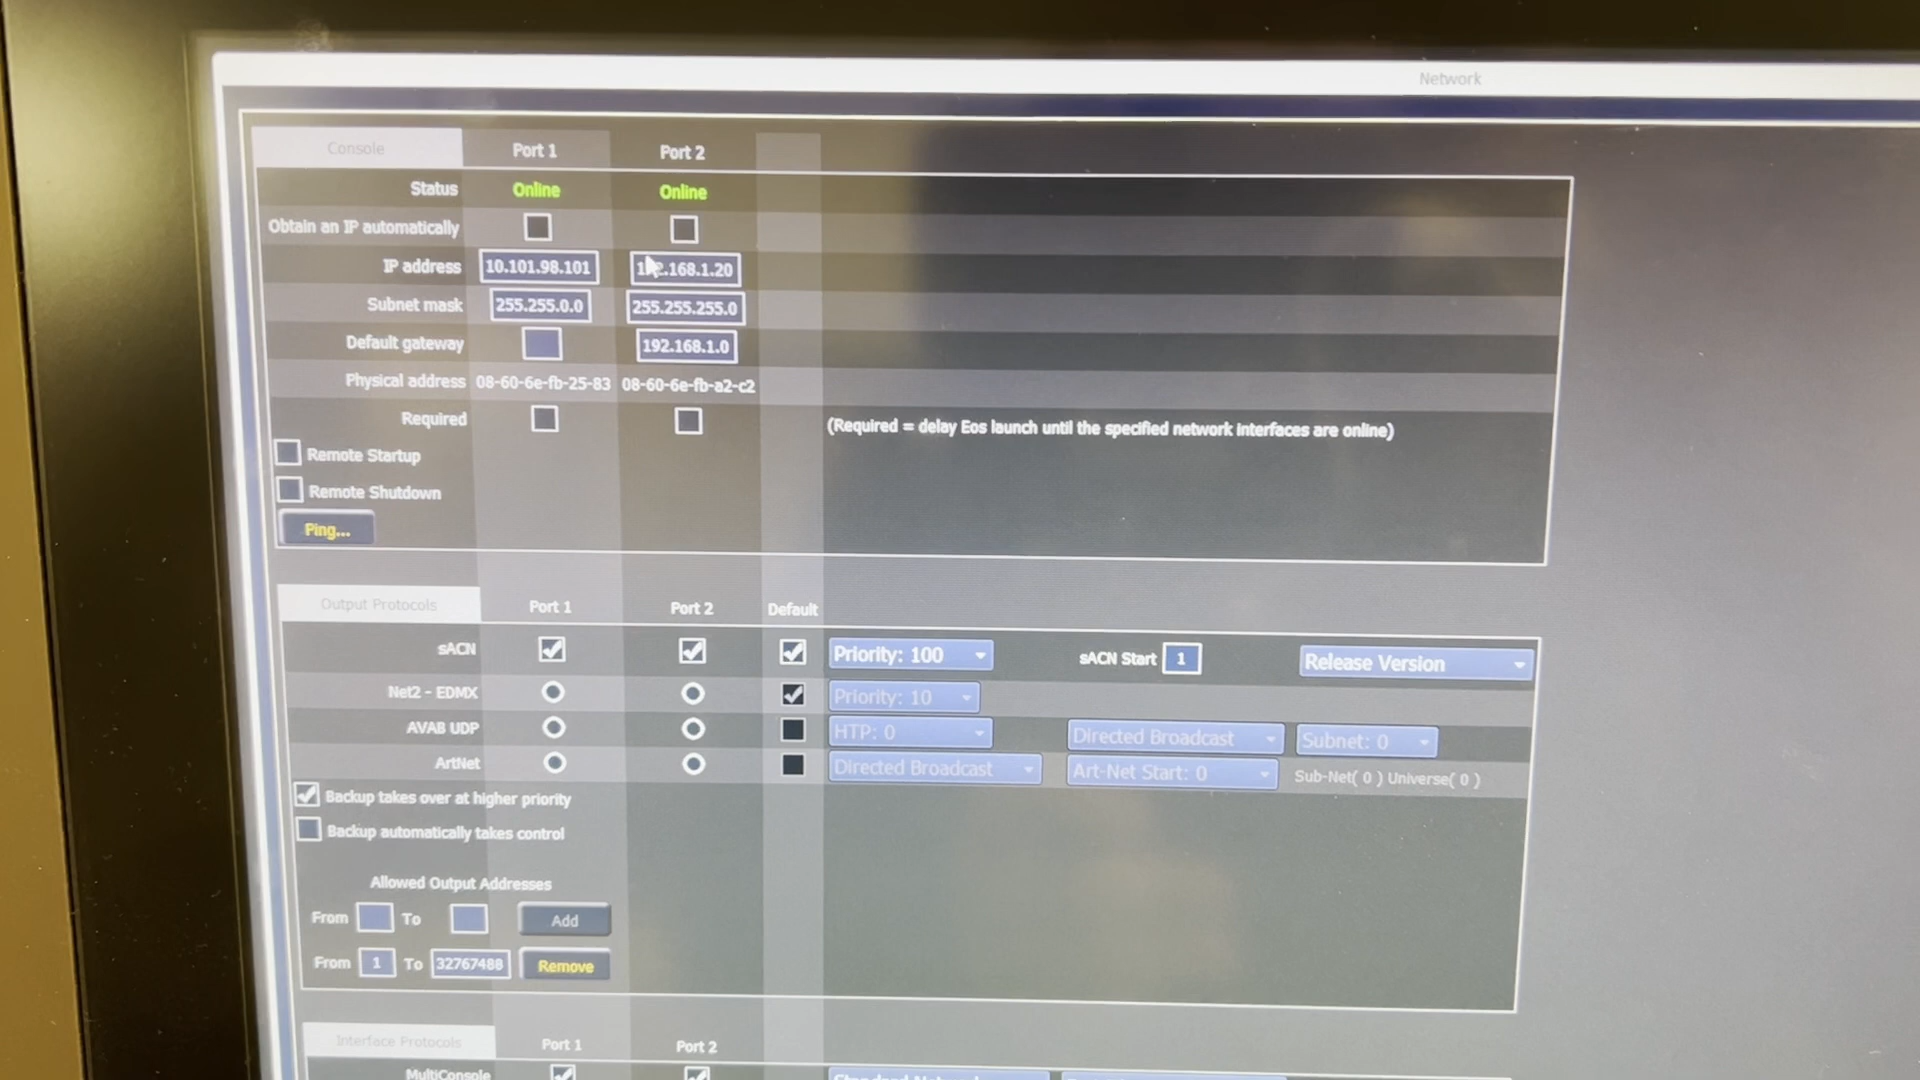 Network
Console Port 1 Port 2
Status Online Online
Obtain an IP automatically
IP address 10.101.98.101 .168.1.20
Subnet mask 255.255.0.0 255.255.255.0
Default gateway 192.168.1.0
Physical address 08-60-6e-fb-25-83 08-60-6e-fb-a2-c2
Required (Required = delay Eos launch until the specified network interfaces are online)
Remote Startup
Remote Shutdown
Ping...
Output Protocols Port 1 Port 2 Default
sACN Priority: 100 sACN Start 1 Release Version
Net2 - EDMX Priority: 10
AVAB UDP HTP: 0 Directed Broadcast Subnet: 0
ArtNet Directed Broadcast Art-Net Start: 0 Sub-Net( 0 ) Universe( 0 )
Backup takes over at higher priority
Backup automatically takes control
Allowed Output Addresses
From To Add
From 1 To 32767488 Remove
Interface Protocols Port 1 Port 2
MultiConsole